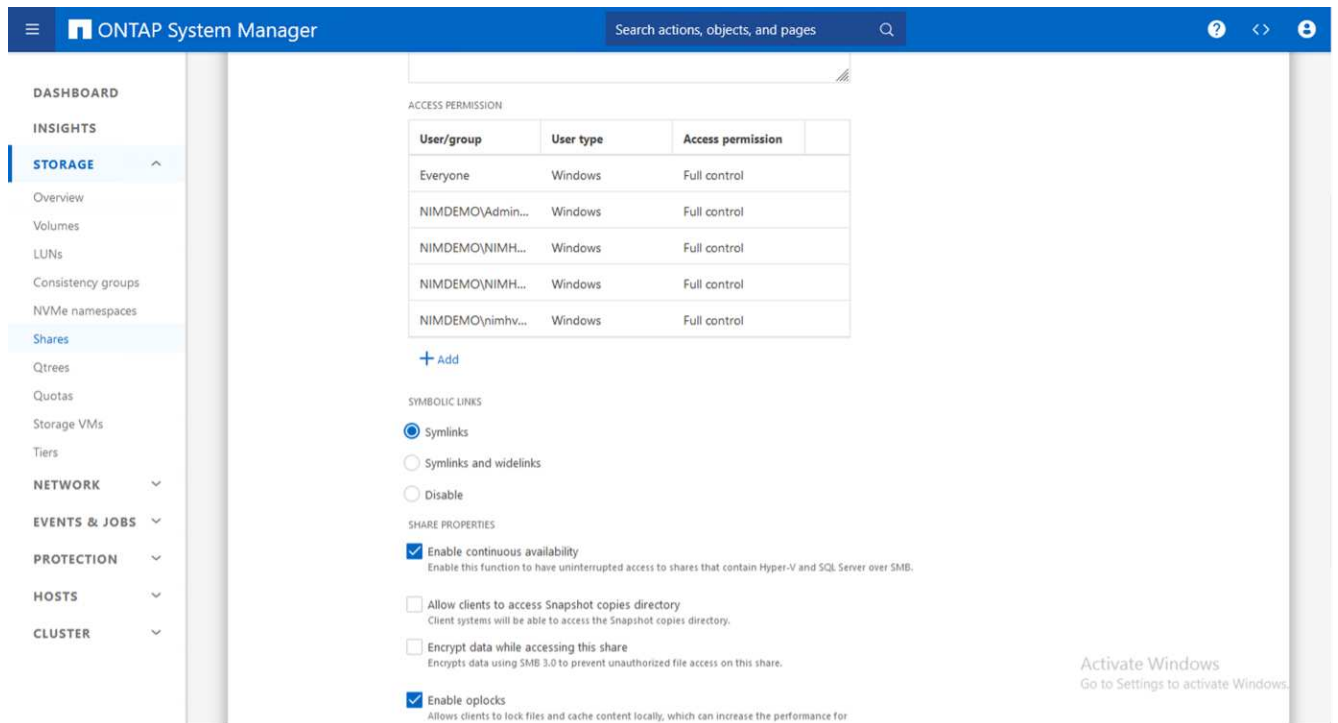 ONTAP System Manager
Search actions, objects, and pages
DASHBOARD
INSIGHTS
STORAGE
Overview
Volumes
LUNs
Consistency groups
NVMe namespaces
Shares
Qtrees
Quotas
Storage VMs
Tiers
NETWORK
EVENTS & JOBS
PROTECTION
HOSTS
CLUSTER
ACCESS PERMISSION
User/group User type Access permission
Everyone Windows Full control
NIMDEMO\Admin... Windows Full control
NIMDEMO\NIMH... Windows Full control
NIMDEMO\NIMH... Windows Full control
NIMDEMO\nimhv... Windows Full control
+ Add
SYMBOLIC LINKS
Symlinks
Symlinks and widelinks
Disable
SHARE PROPERTIES
Enable continuous availability
Enable this function to have uninterrupted access to shares that contain Hyper-V and SQL Server over SMB.
Allow clients to access Snapshot copies directory
Client systems will be able to access the Snapshot copies directory.
Encrypt data while accessing this share
Encrypts data using SMB 3.0 to prevent unauthorized file access on this share.
Enable oplocks
Allows clients to lock files and cache content locally, which can increase the performance for
Activate Windows
Go to Settings to activate Windows.